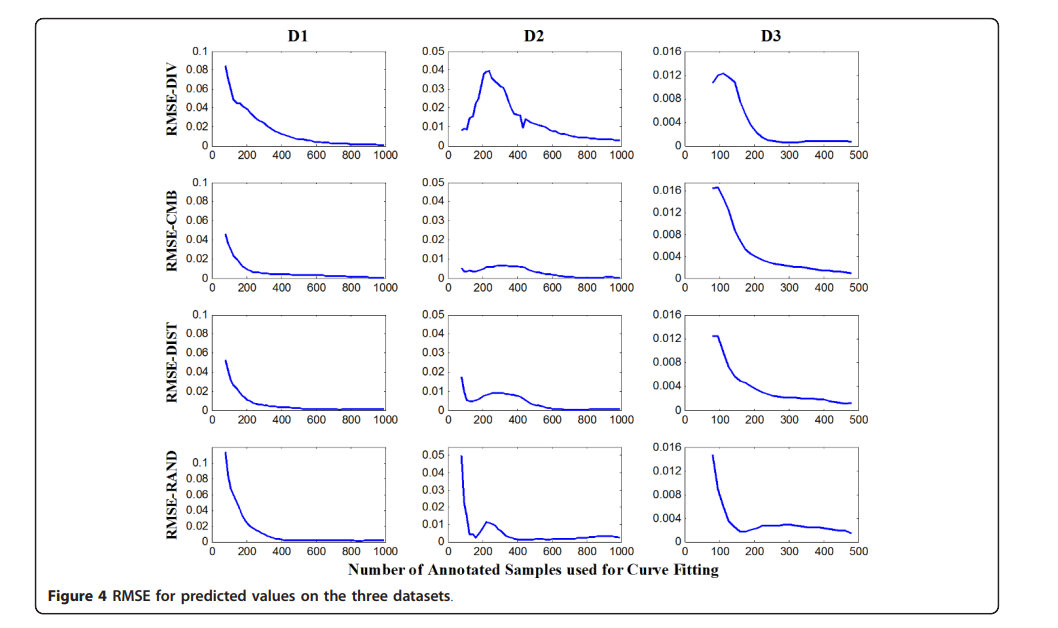 D1 D2 D3
RMSE-DIV
0.1 0.08 0.06 0.04 0.02 0
0 200 400 600 800 1000
0.05 0.04 0.03 0.02 0.01 0
0 200 400 600 800 1000
0.016 0.012 0.008 0.004 0
0 100 200 300 400 500
RMSE-CMB
0.1 0.08 0.06 0.04 0.02 0
0 200 400 600 800 1000
0.05 0.04 0.03 0.02 0.01 0
0 200 400 600 800 1000
0.016 0.012 0.008 0.004 0
0 100 200 300 400 500
RMSE-DIST
0.1 0.08 0.06 0.04 0.02 0
0 200 400 600 800 1000
0.05 0.04 0.03 0.02 0.01 0
0 200 400 600 800 1000
0.016 0.012 0.008 0.004 0
0 100 200 300 400 500
RMSE-RAND
0.1 0.08 0.06 0.04 0.02 0
0 200 400 600 800 1000
0.05 0.04 0.03 0.02 0.01 0
0 200 400 600 800 1000
0.016 0.012 0.008 0.004 0
0 100 200 300 400 500
Number of Annotated Samples used for Curve Fitting
Figure 4 RMSE for predicted values on the three datasets.